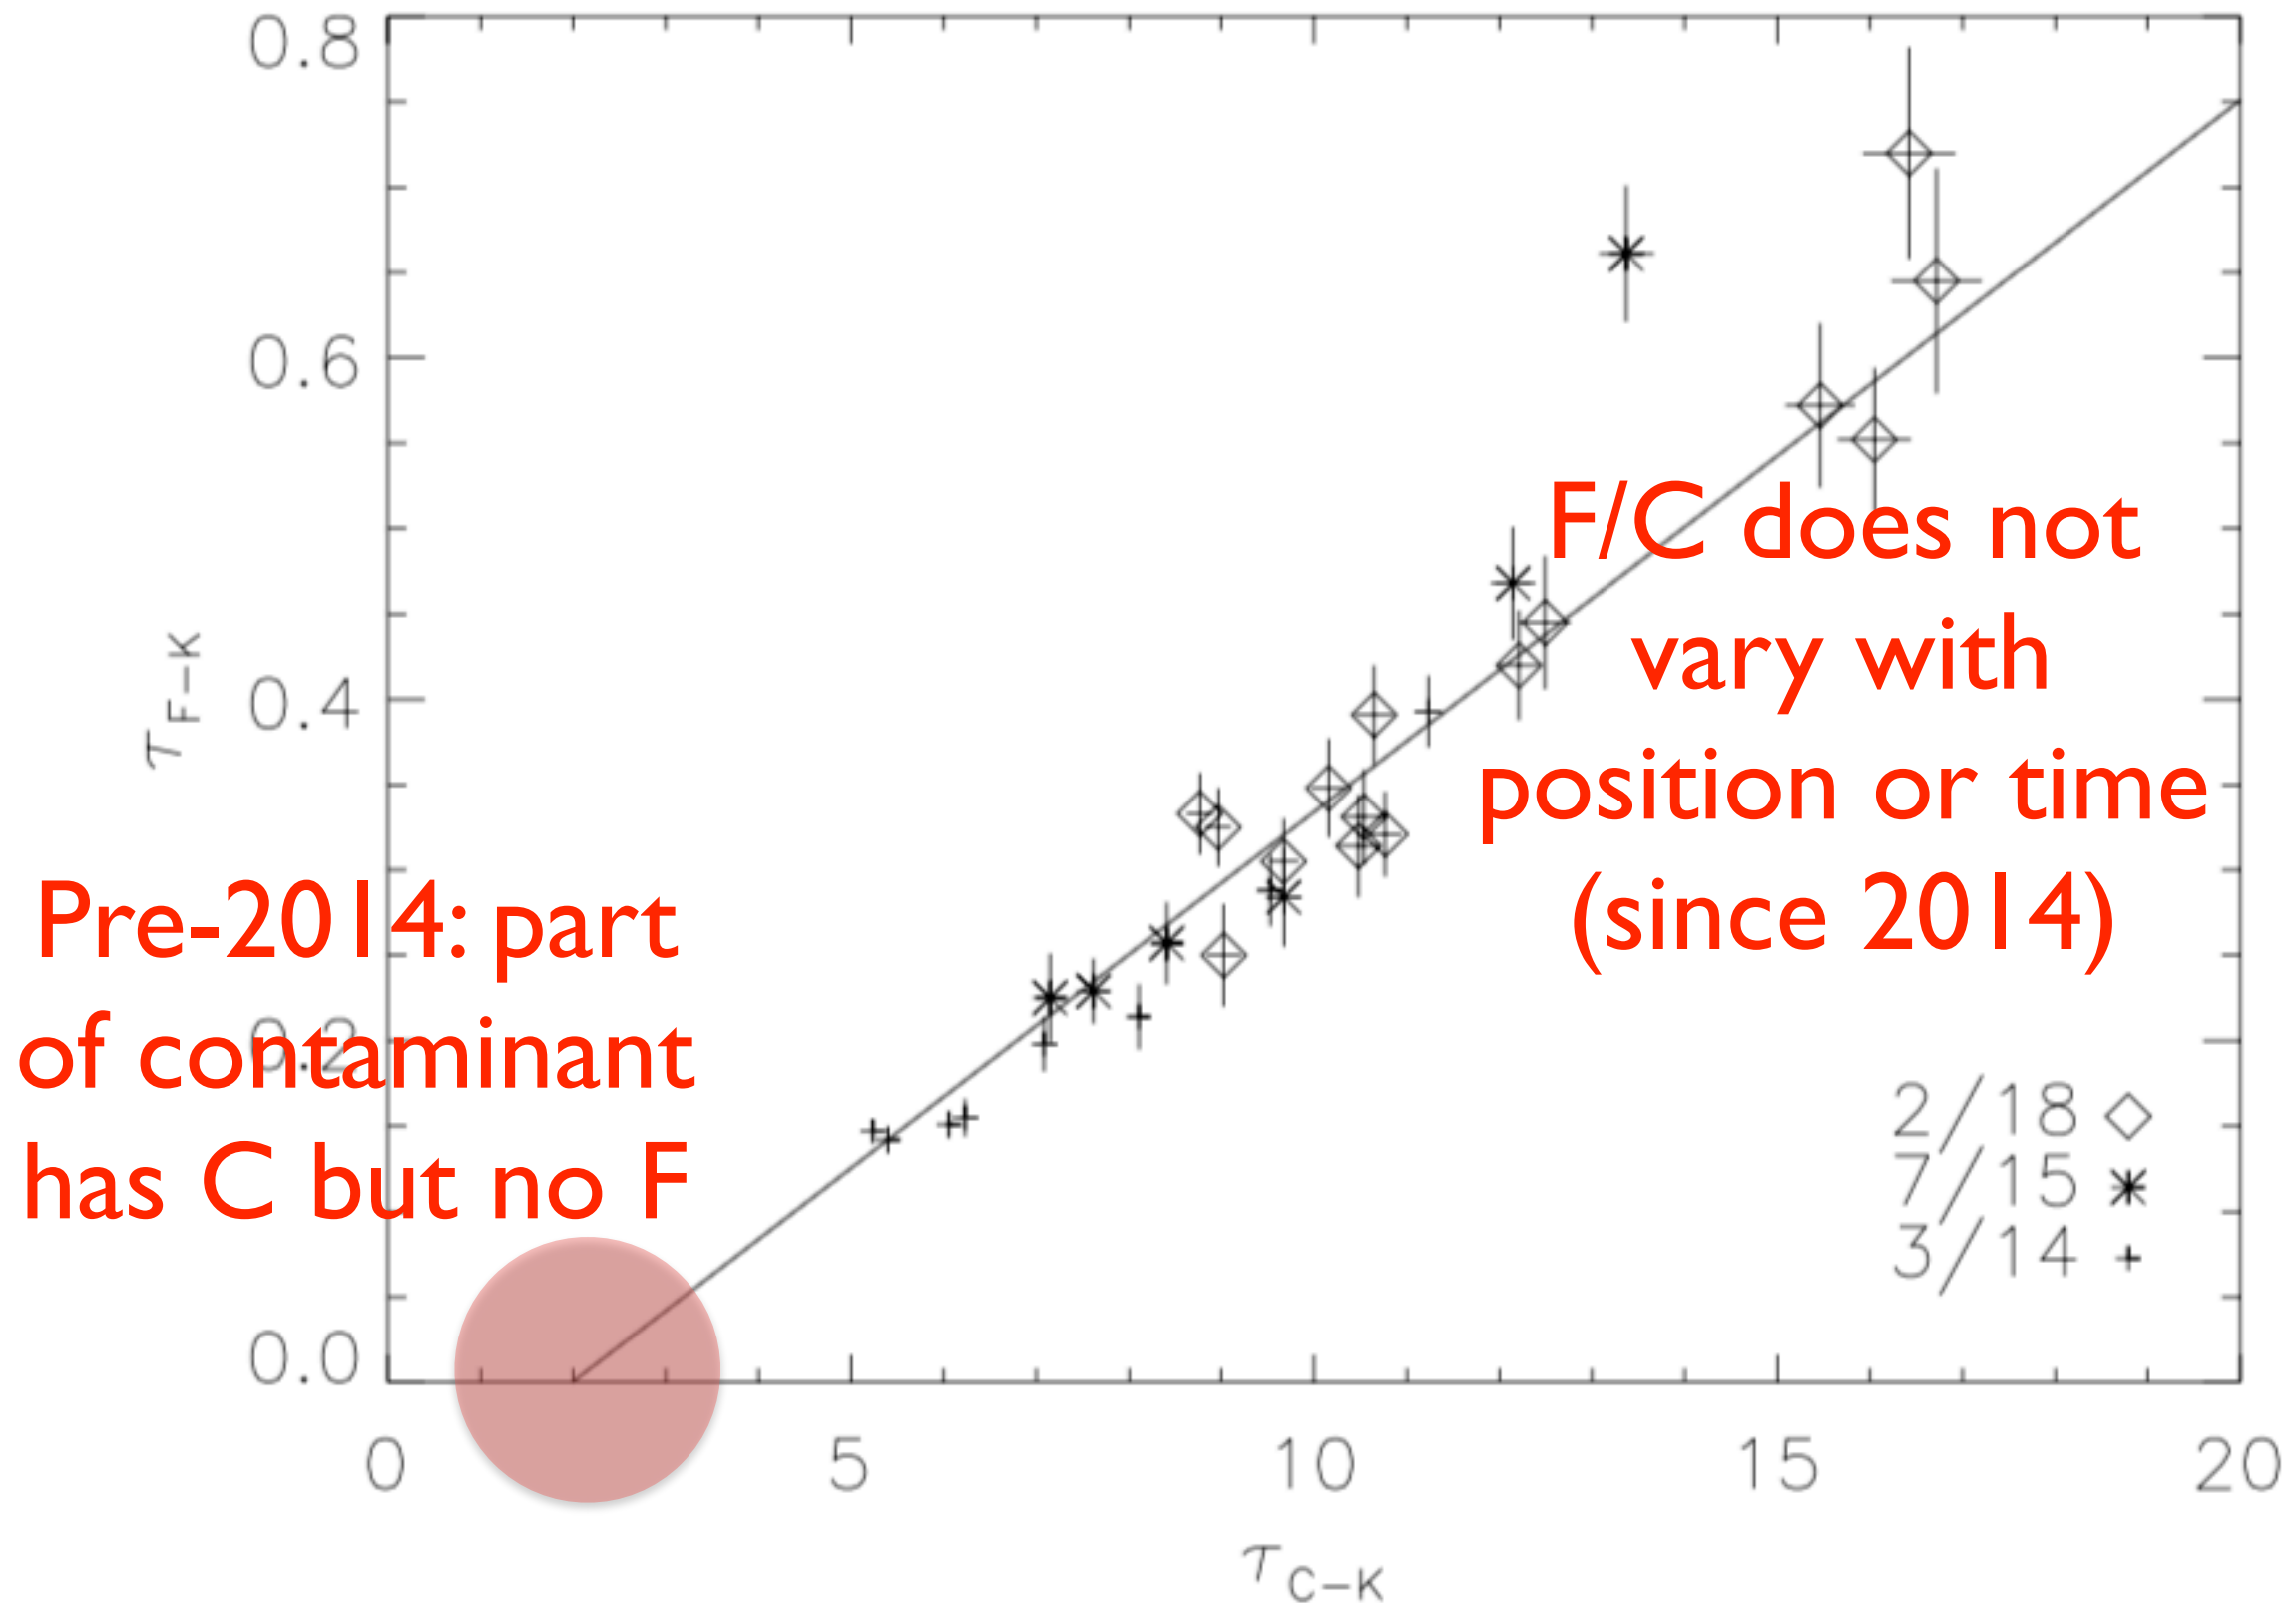 0.8
0.6
0.4
0.2
0.0
τF−K
F/C does not
vary with
position or time
(since 2014)
Pre-2014: part
of contaminant
has C but no F
2/18
7/15
3/14
0 5 10 15 20
τC−K